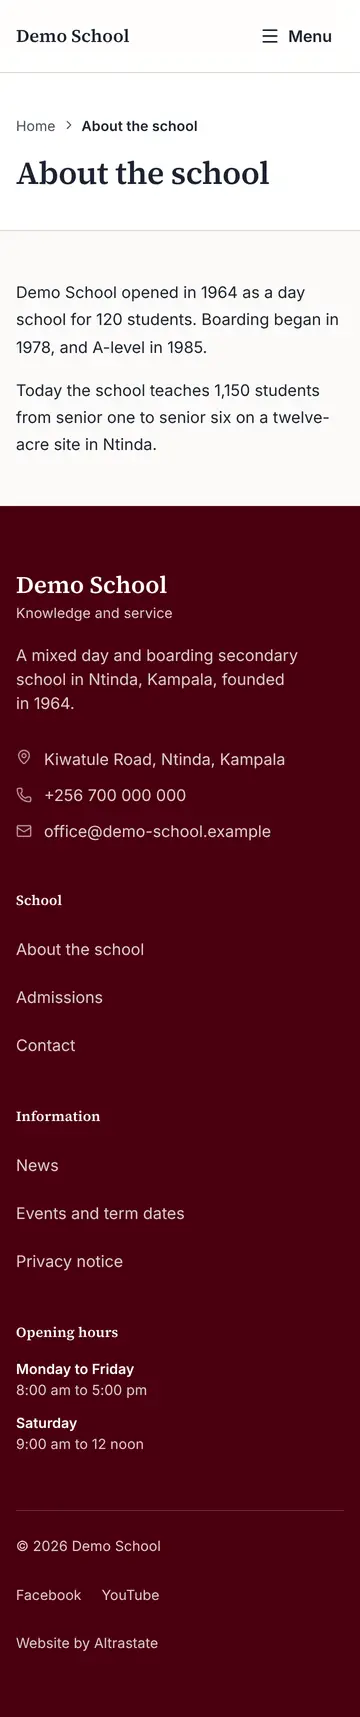 Demo School
Menu
Home > About the school
About the school
Demo School opened in 1964 as a day
school for 120 students. Boarding began in
1978, and A-level in 1985.
Today the school teaches 1,150 students
from senior one to senior six on a twelve-
acre site in Ntinda.
Demo School
Knowledge and service
A mixed day and boarding secondary
school in Ntinda, Kampala, founded
in 1964.
Kiwatule Road, Ntinda, Kampala
+256 700 000 000
office@demo-school.example
School
About the school
Admissions
Contact
Information
News
Events and term dates
Privacy notice
Opening hours
Monday to Friday
8:00 am to 5:00 pm
Saturday
9:00 am to 12 noon
© 2026 Demo School
Facebook YouTube
Website by Altrastate